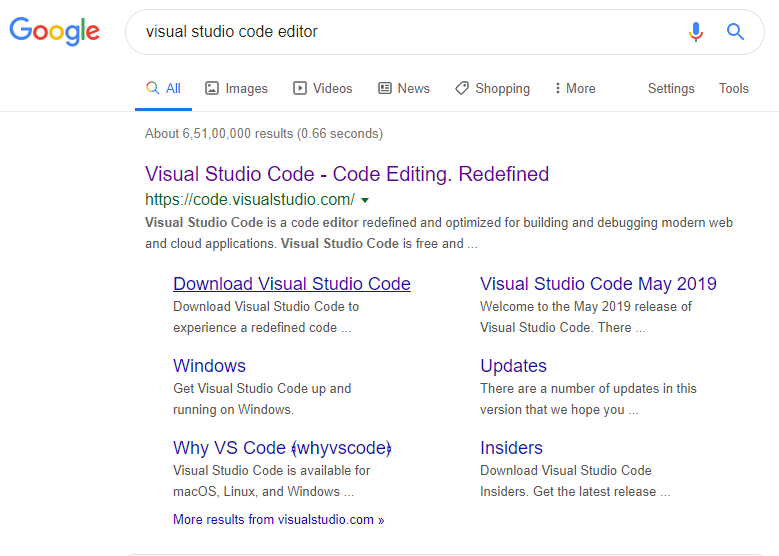 Google
visual studio code editor
All Images Videos News Shopping More Settings Tools
About 6,51,00,000 results (0.66 seconds)
Visual Studio Code - Code Editing. Redefined
https://code.visualstudio.com/
Visual Studio Code is a code editor redefined and optimized for building and debugging modern web
and cloud applications. Visual Studio Code is free and ...
Download Visual Studio Code
Download Visual Studio Code to
experience a redefined code ...
Visual Studio Code May 2019
Welcome to the May 2019 release of
Visual Studio Code. There ...
Windows
Get Visual Studio Code up and
running on Windows.
Updates
There are a number of updates in this
version that we hope you ...
Why VS Code (whyvscode)
Visual Studio Code is available for
macOS, Linux, and Windows ...
Insiders
Download Visual Studio Code
Insiders. Get the latest release ...
More results from visualstudio.com »